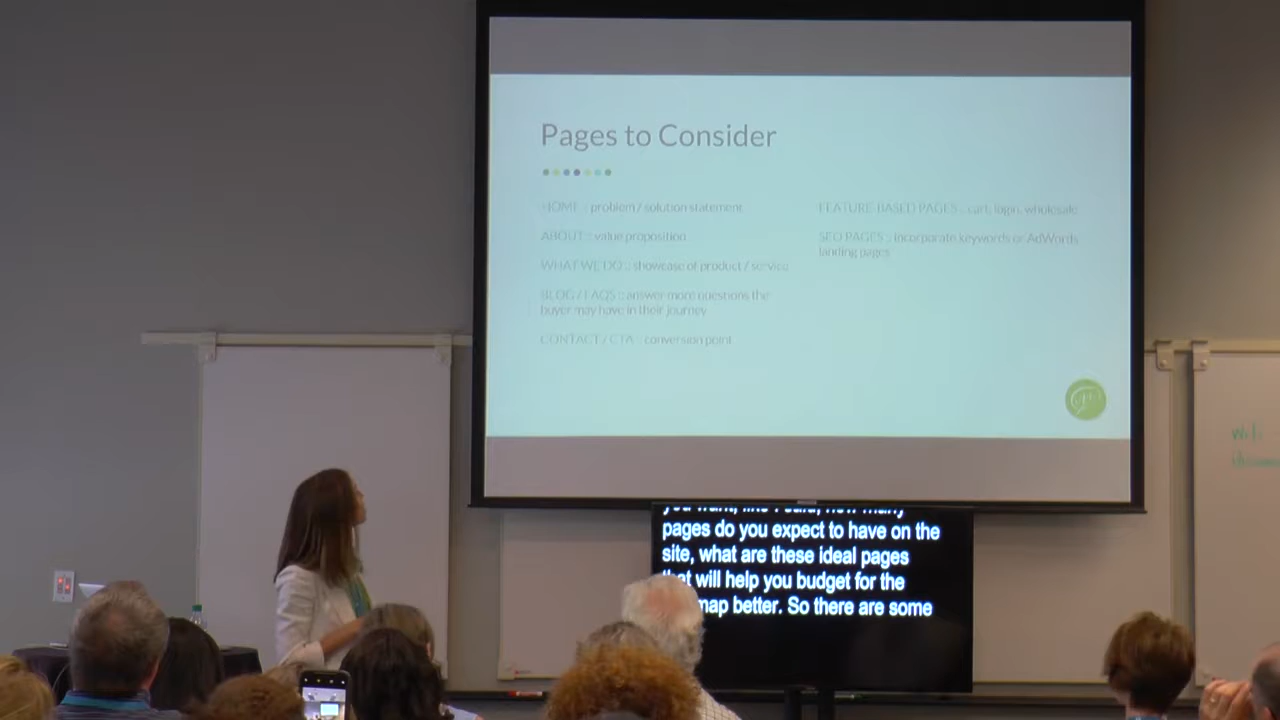 Pages to Consider
HOME :: problem / solution statement
ABOUT :: value proposition
WHAT WE DO :: showcase of product / service
BLOG / FAQS :: answer more questions the
buyer may have in their journey
CONTACT / CTA :: conversion point
FEATURE-BASED PAGES :: cart, login, wholesale
SEO PAGES :: incorporate keywords or AdWords
landing pages
pages do you expect to have on the
site, what are these ideal pages
that will help you budget for the
map better. So there are some